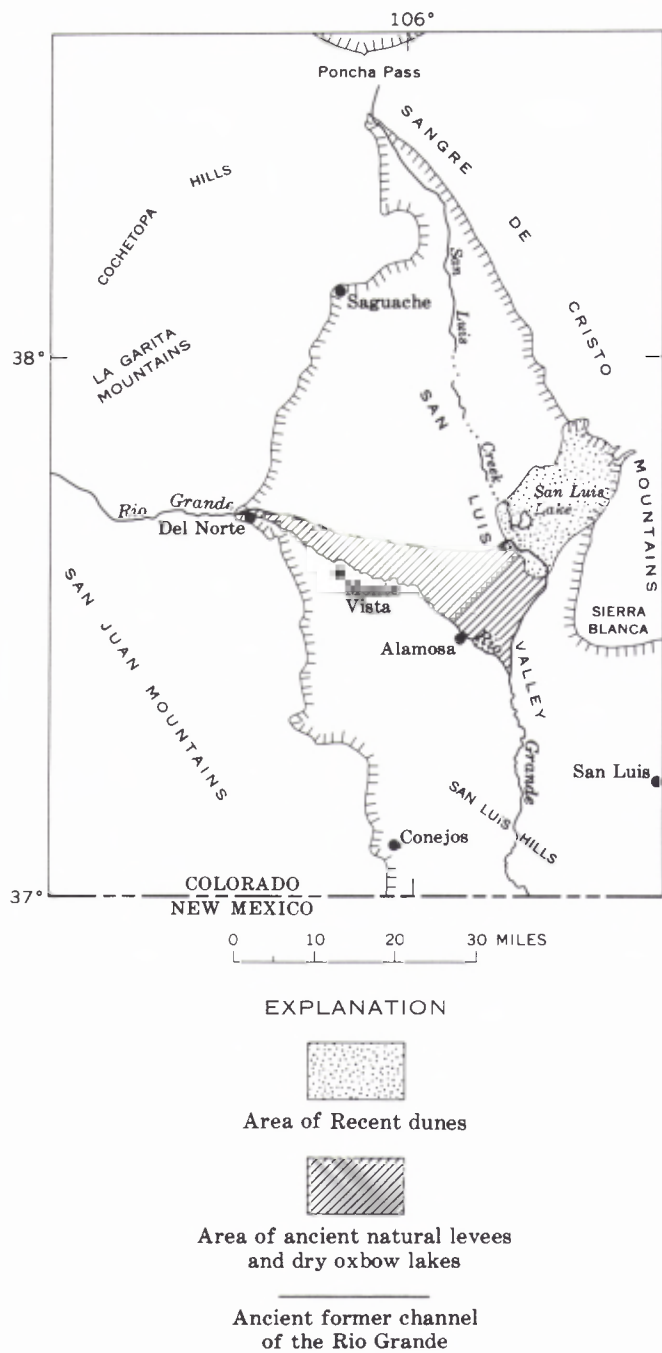 106°
Poncha Pass
SANGRE
DE
CRISTO
MOUNTAINS
COCHETOPA
HILLS
Saguache
San
Luis
Creek
38°
LA GARITA
MOUNTAINS
SAN
LUIS
VALLEY
San Luis
Lake
Rio Grande
Del Norte
Vista
SAN JUAN MOUNTAINS
SIERRA
BLANCA
Alamosa
Rio
Grande
San Luis
SAN LUIS HILLS
Conejos
37°
COLORADO
NEW MEXICO
0 10 20 30 MILES
EXPLANATION
Area of Recent dunes
Area of ancient natural levees
and dry oxbow lakes
Ancient former channel
of the Rio Grande